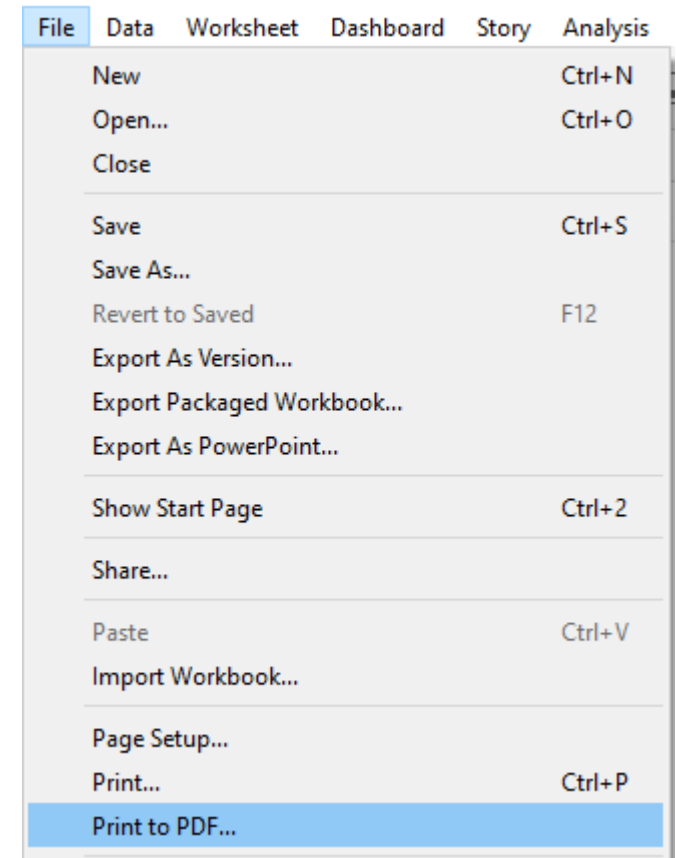 File Data Worksheet Dashboard Story Analysis
New Ctrl+N
Open... Ctrl+O
Close
Save Ctrl+S
Save As...
Revert to Saved F12
Export As Version...
Export Packaged Workbook...
Export As PowerPoint...
Show Start Page Ctrl+2
Share...
Paste Ctrl+V
Import Workbook...
Page Setup...
Print... Ctrl+P
Print to PDF...